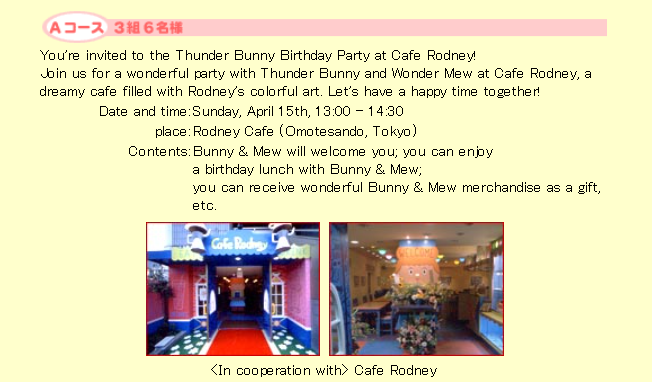 Aコース 3組6名様
You're invited to the Thunder Bunny Birthday Party at Cafe Rodney!
Join us for a wonderful party with Thunder Bunny and Wonder Mew at Cafe Rodney, a
dreamy cafe filled with Rodney's colorful art. Let's have a happy time together!
Date and time:Sunday, April 15th, 13:00 - 14:30
place:Rodney Cafe (Omotesando, Tokyo)
Contents:Bunny & Mew will welcome you; you can enjoy
a birthday lunch with Bunny & Mew;
you can receive wonderful Bunny & Mew merchandise as a gift,
etc.
Cafe Rodney
WELCOME
<In cooperation with> Cafe Rodney